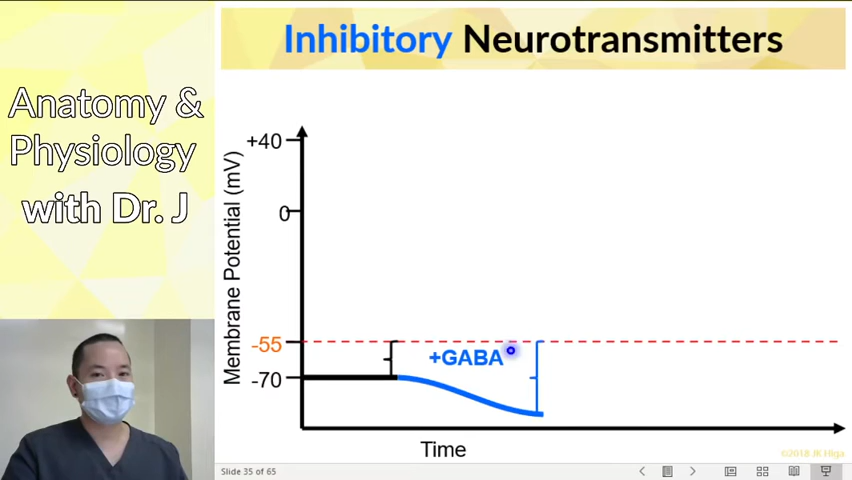 Inhibitory Neurotransmitters
Anatomy &
Physiology
with Dr. J
Membrane Potential (mV)
+40
0
-55
-70
+GABA
Time
©2018 JK Higa
Slide 35 of 65